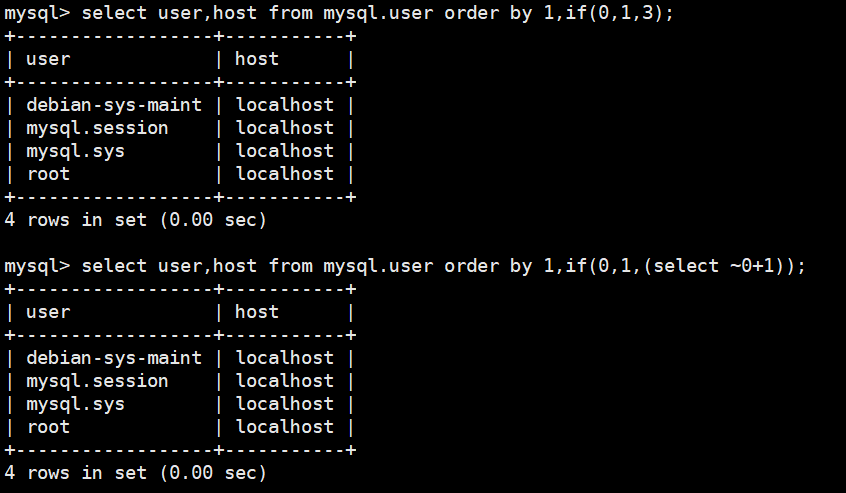 mysql> select user,host from mysql.user order by 1,if(0,1,3);
+------------------+-----------+
| user             | host      |
+------------------+-----------+
| debian-sys-maint | localhost |
| mysql.session    | localhost |
| mysql.sys        | localhost |
| root             | localhost |
+------------------+-----------+
4 rows in set (0.00 sec)
mysql> select user,host from mysql.user order by 1,if(0,1,(select ~0+1));
+------------------+-----------+
| user             | host      |
+------------------+-----------+
| debian-sys-maint | localhost |
| mysql.session    | localhost |
| mysql.sys        | localhost |
| root             | localhost |
+------------------+-----------+
4 rows in set (0.00 sec)